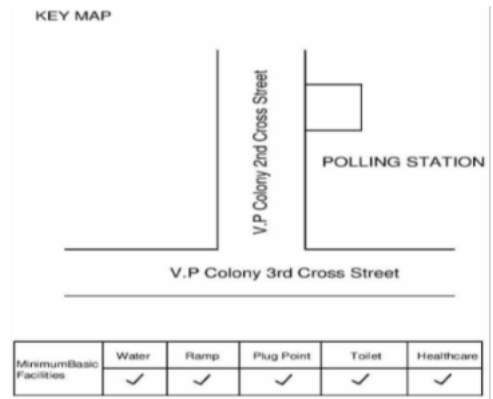 KEY MAP
V.P Colony 2nd Cross Street
POLLING STATION
V.P Colony 3rd Cross Street
MinimumBasic Facilities
Water
Ramp
Plug Point
Toilet
Healthcare
✓ ✓ ✓ ✓ ✓